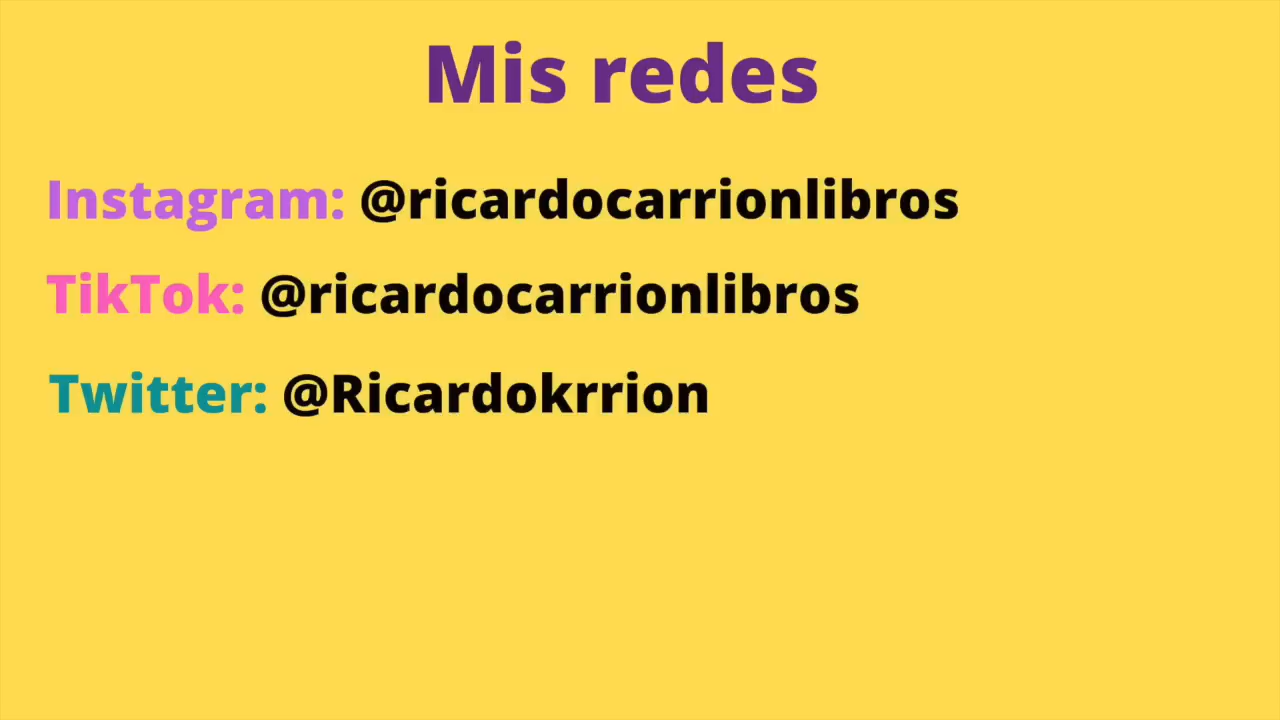 Mis redes
Instagram: @ricardocarrionlibros
TikTok: @ricardocarrionlibros
Twitter: @Ricardokrrion